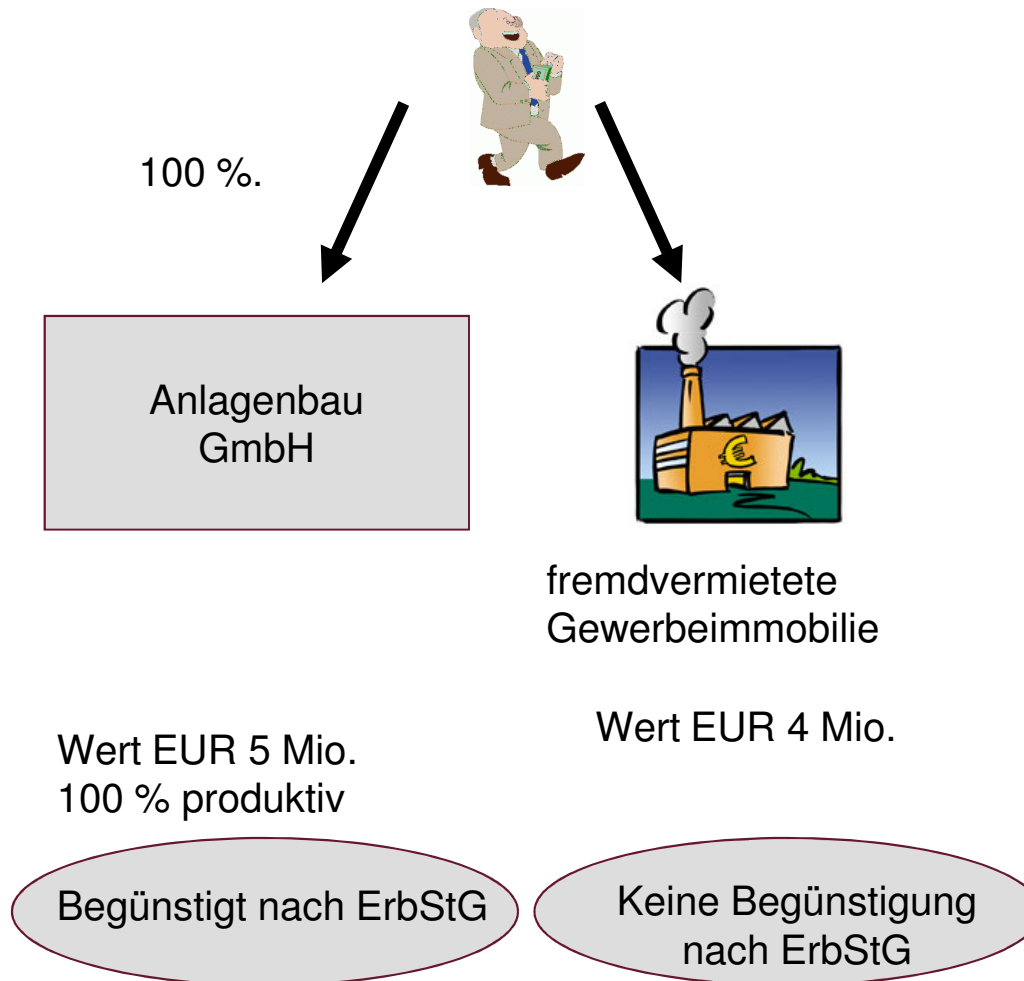 100 %.
Anlagenbau
GmbH
€
fremdvermietete
Gewerbeimmobilie
Wert EUR 5 Mio.
100 % produktiv
Wert EUR 4 Mio.
Begünstigt nach ErbStG
Keine Begünstigung
nach ErbStG